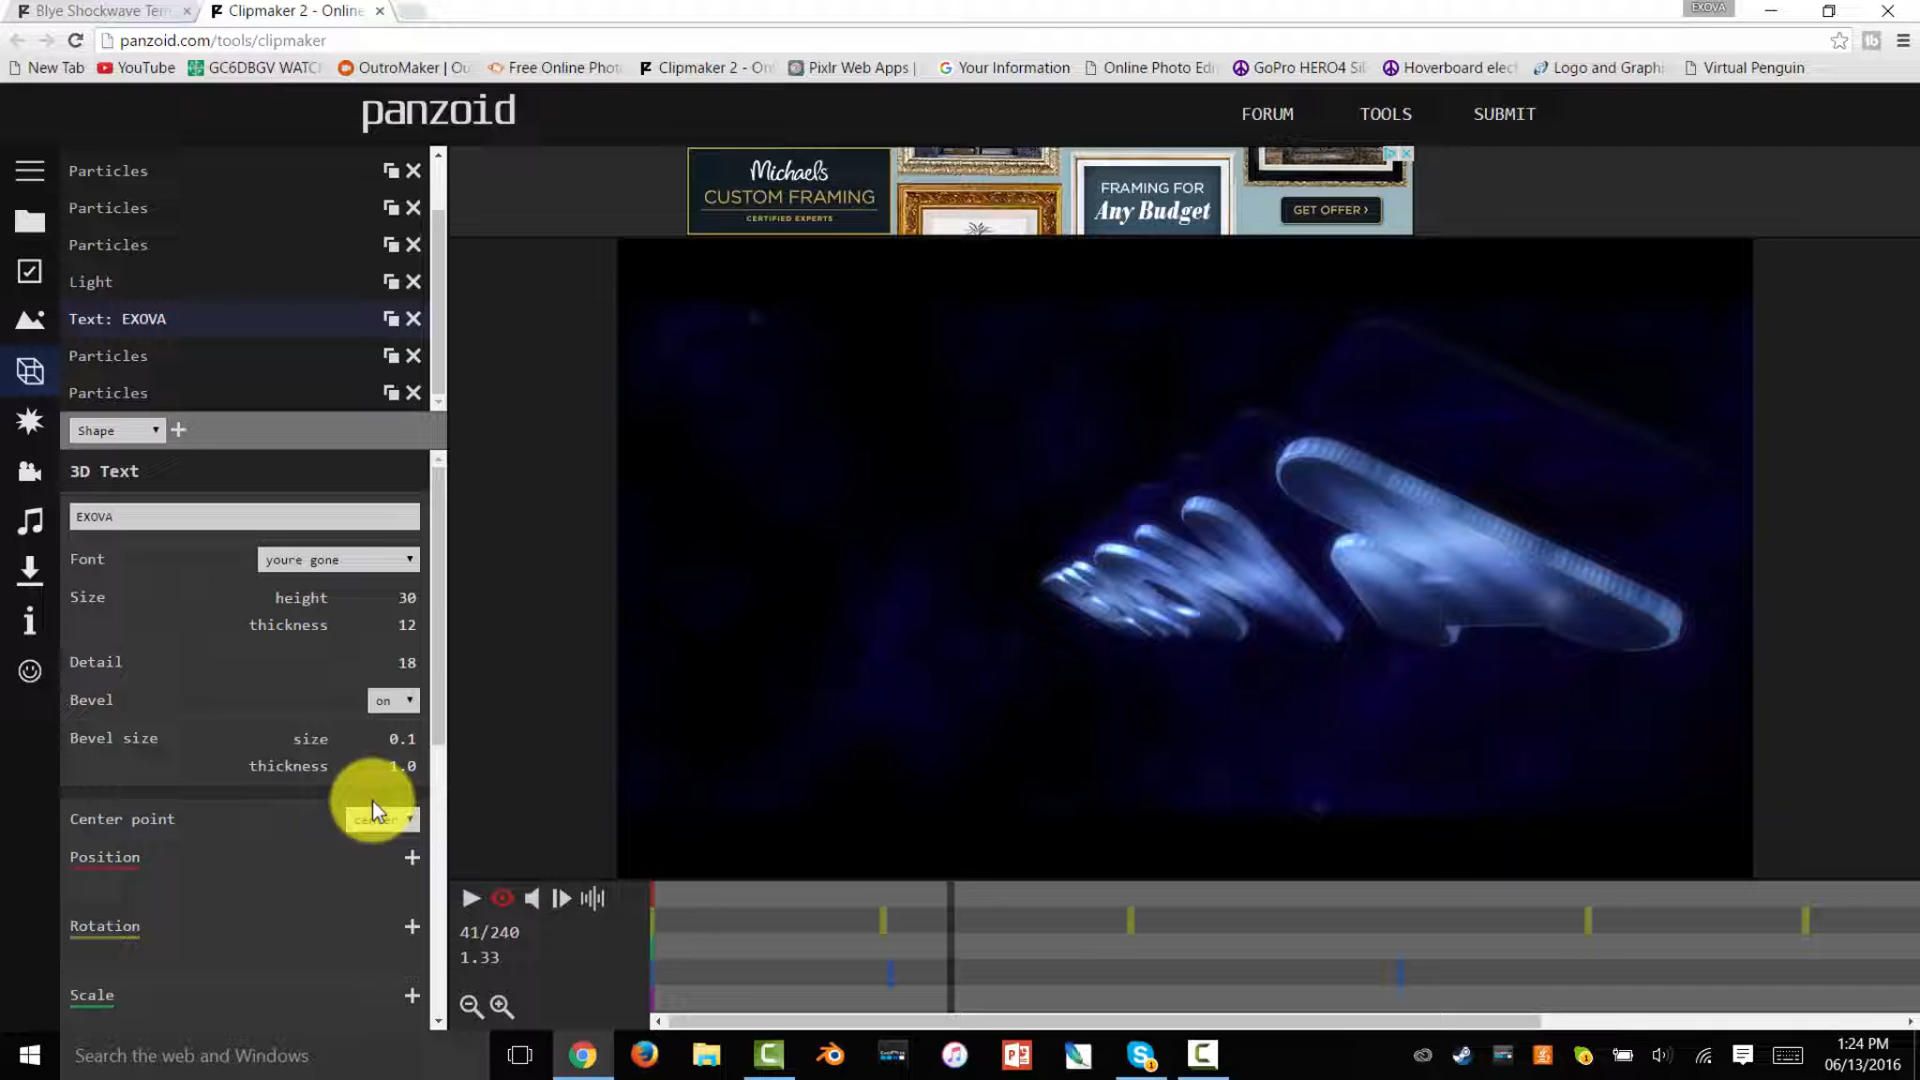 Blye Shockwave Tem
Clipmaker 2 - Online
EXOVA
panzoid.com/tools/clipmaker
New Tab
YouTube
GC6DBGV WATC
OutroMaker | Ou
Free Online Phot
Clipmaker 2 - On
Pixlr Web Apps |
Your Information
Online Photo Edi
GoPro HERO4 Sil
Hoverboard elect
Logo and Graphi
Virtual Penguin
panzoid
FORUM
TOOLS
SUBMIT
Michaels
CUSTOM FRAMING
CERTIFIED EXPERTS
FRAMING FOR
Any Budget
GET OFFER ›
Particles
Particles
Particles
Light
Text: EXOVA
Particles
Particles
Shape
3D Text
EXOVA
Font youre gone
Size height 30
thickness 12
Detail 18
Bevel on
Bevel size size 0.1
thickness 1.0
Center point center
Position
Rotation
Scale
41/240
1.33
Search the web and Windows
1:24 PM
06/13/2016